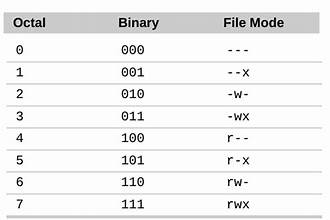 Octal Binary File Mode
0 000 ---
1 001 --x
2 010 -w-
3 011 -wx
4 100 r--
5 101 r-x
6 110 rw-
7 111 rwx